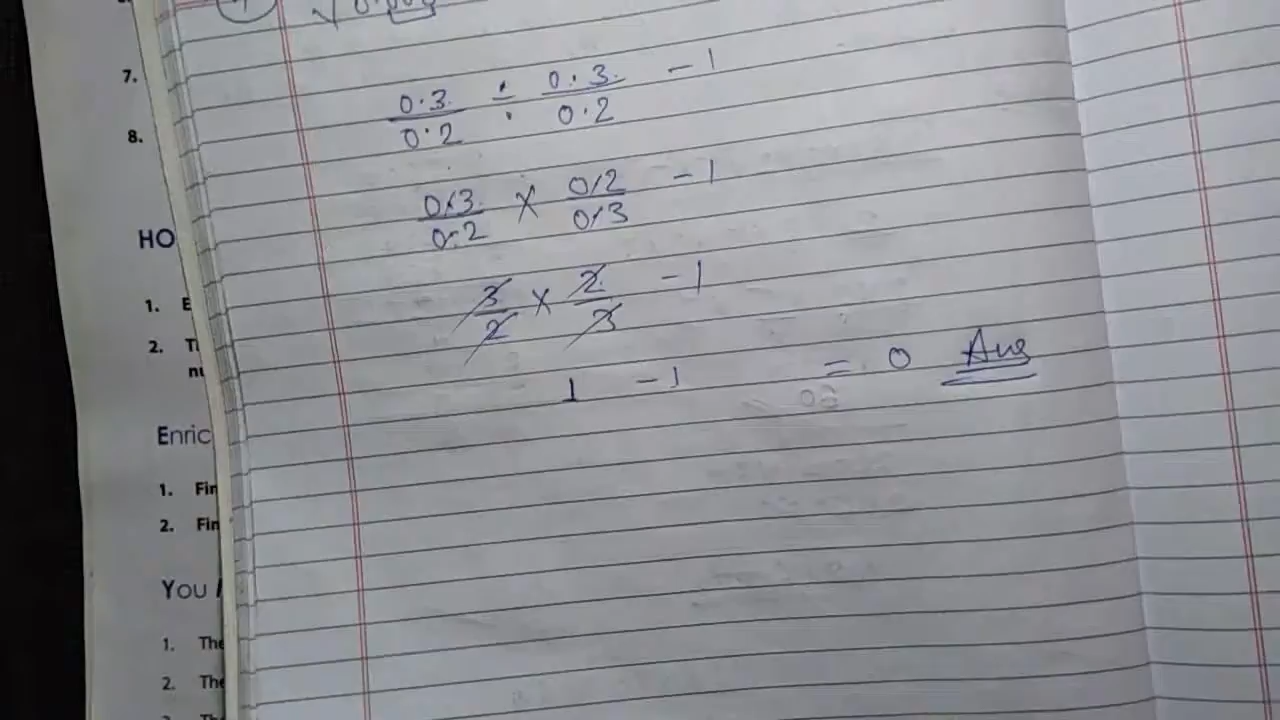 7.
8.
HO
1. E
2. T
nu
Enric
1. Fin
2. Fin
You
1. The
2. The
0.3/0.2 ÷ 0.3/0.2 - 1
0.3/0.2 × 0.2/0.3 - 1
3/2 × 2/3 - 1
1 - 1 = 0 Ans